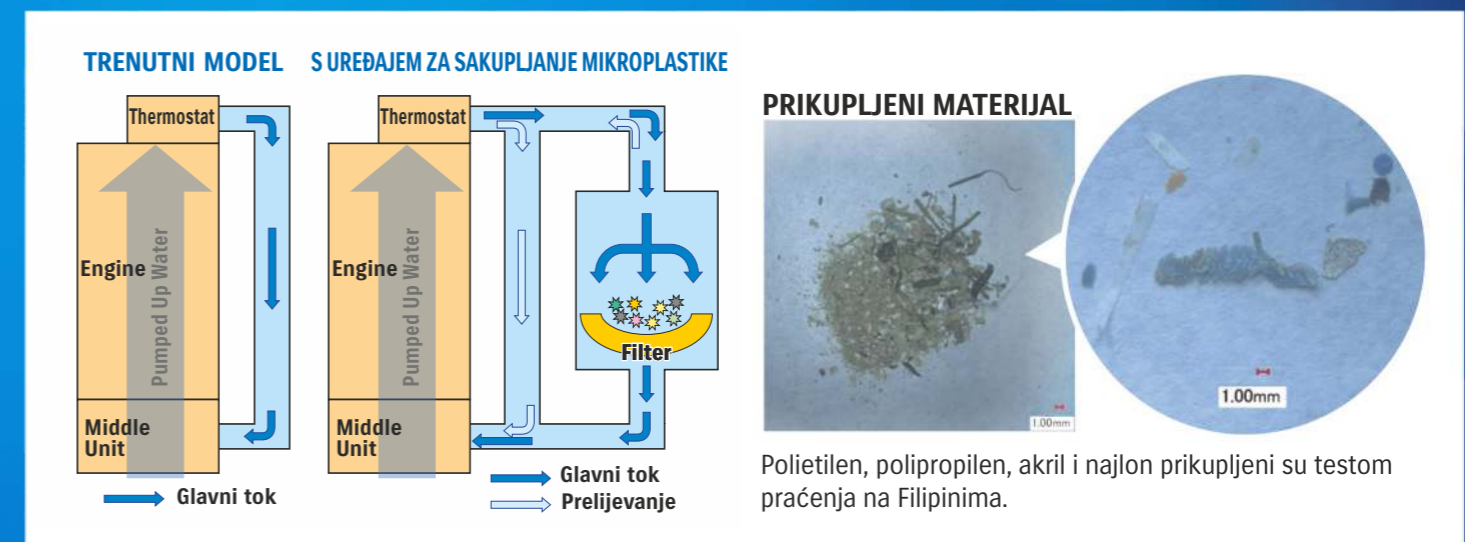 TRENUTNI MODEL
Thermostat
Engine
Pumped Up Water
Middle
Unit
Glavni tok
S UREĐAJEM ZA SAKUPLJANJE MIKROPLASTIKE
Thermostat
Engine
Pumped Up Water
Filter
Middle
Unit
Glavni tok
Prelijevanje
PRIKUPLJENI MATERIJAL
1.00mm
1.00mm
Polietilen, polipropilen, akril i najlon prikupljeni su testom
praćenja na Filipinima.